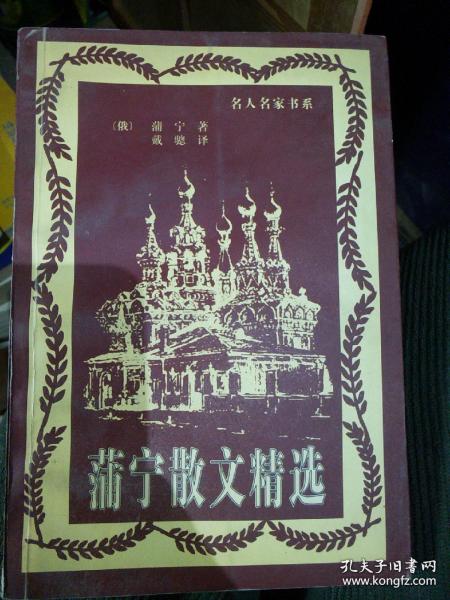 名人名家书系
〔俄〕 蒲宁著
戴骢译
蒲宁散文精选
孔夫子旧书网
www.kongfz.com